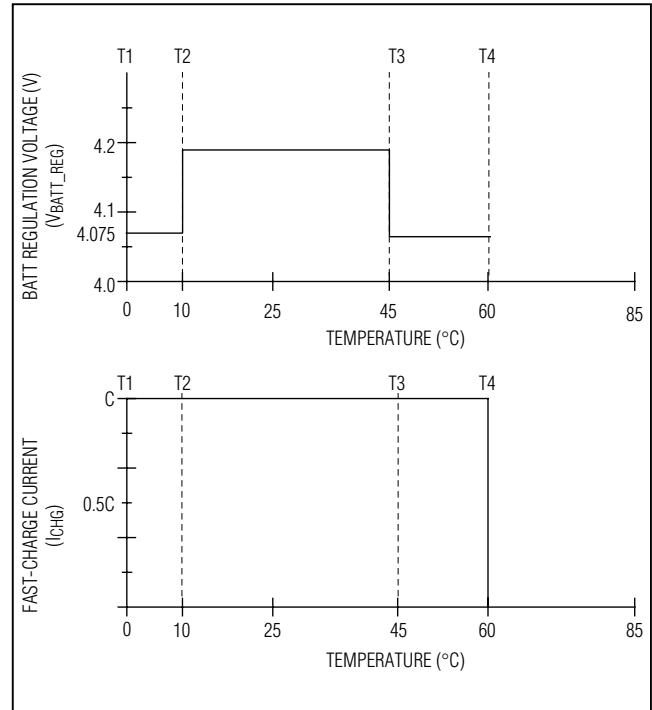 T1 T2 T3 T4
BATT REGULATION VOLTAGE (V)
(VBATT_REG)
4.2
4.1
4.075
4.0
0 10 25 45 60 85
TEMPERATURE (°C)
T1 T2 T3 T4
FAST-CHARGE CURRENT
(ICHG)
C
0.5C
0 10 25 45 60 85
TEMPERATURE (°C)